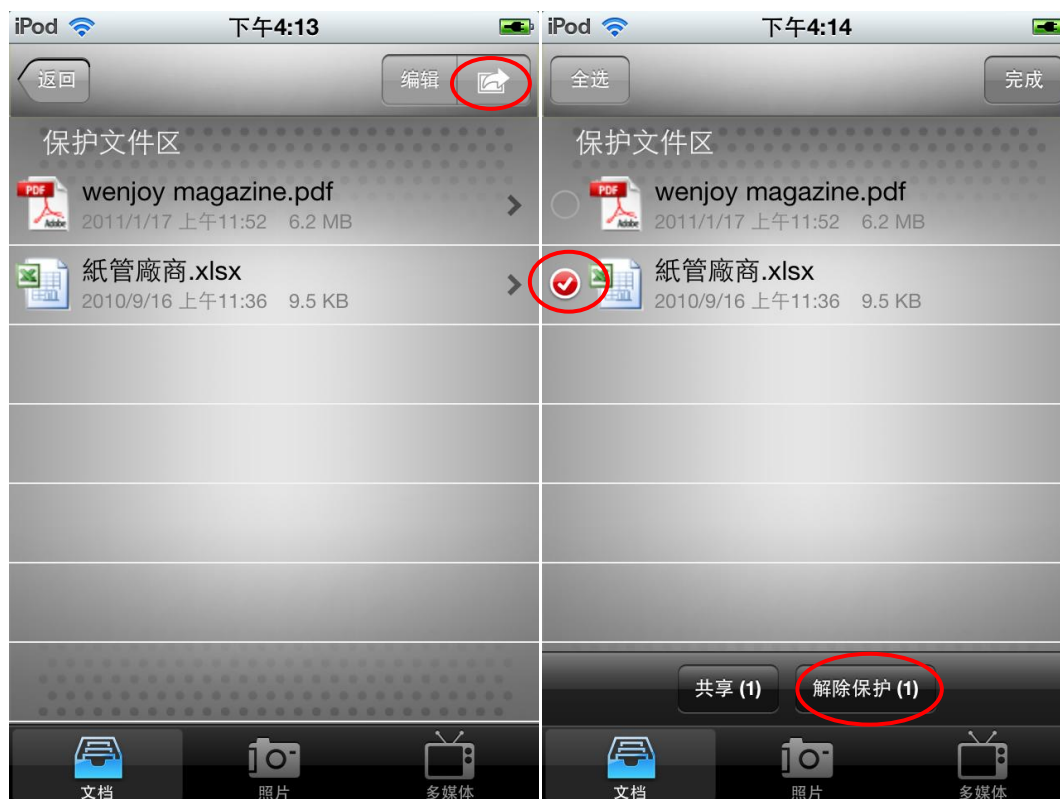 iPod 下午4:13
返回 编辑
保护文件区
PDF
Adobe
wenjoy magazine.pdf
2011/1/17 上午11:52 6.2 MB
紙管廠商.xlsx
2010/9/16 上午11:36 9.5 KB
文档 照片 多媒体
iPod 下午4:14
全选 完成
保护文件区
PDF
Adobe
wenjoy magazine.pdf
2011/1/17 上午11:52 6.2 MB
紙管廠商.xlsx
2010/9/16 上午11:36 9.5 KB
共享 (1) 解除保护 (1)
文档 照片 多媒体